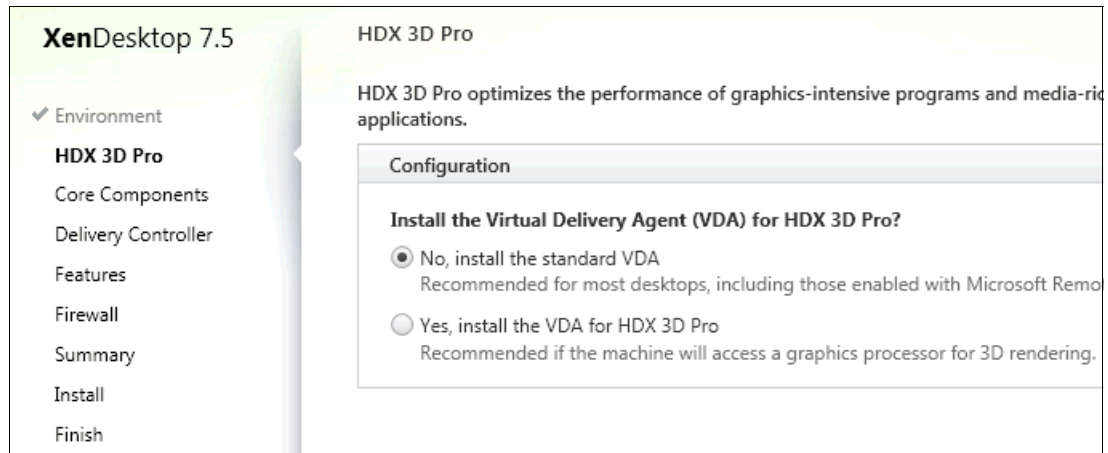 XenDesktop 7.5
Environment
HDX 3D Pro
Core Components
Delivery Controller
Features
Firewall
Summary
Install
Finish
HDX 3D Pro
HDX 3D Pro optimizes the performance of graphics-intensive programs and media-ric
applications.
Configuration
Install the Virtual Delivery Agent (VDA) for HDX 3D Pro?
No, install the standard VDA
Recommended for most desktops, including those enabled with Microsoft Remo
Yes, install the VDA for HDX 3D Pro
Recommended if the machine will access a graphics processor for 3D rendering.